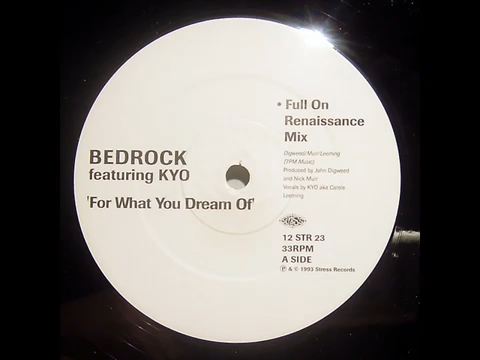 BEDROCK
featuring KYO
'For What You Dream Of'
• Full On
Renaissance
Mix
Digweed/Muir/Leeming
(7PM Music)
Produced by John Digweed
and Nick Muir
Vocals by KYO aka Carole
Leeming
12 STR 23
33RPM
A SIDE
℗ & © 1993 Stress Records